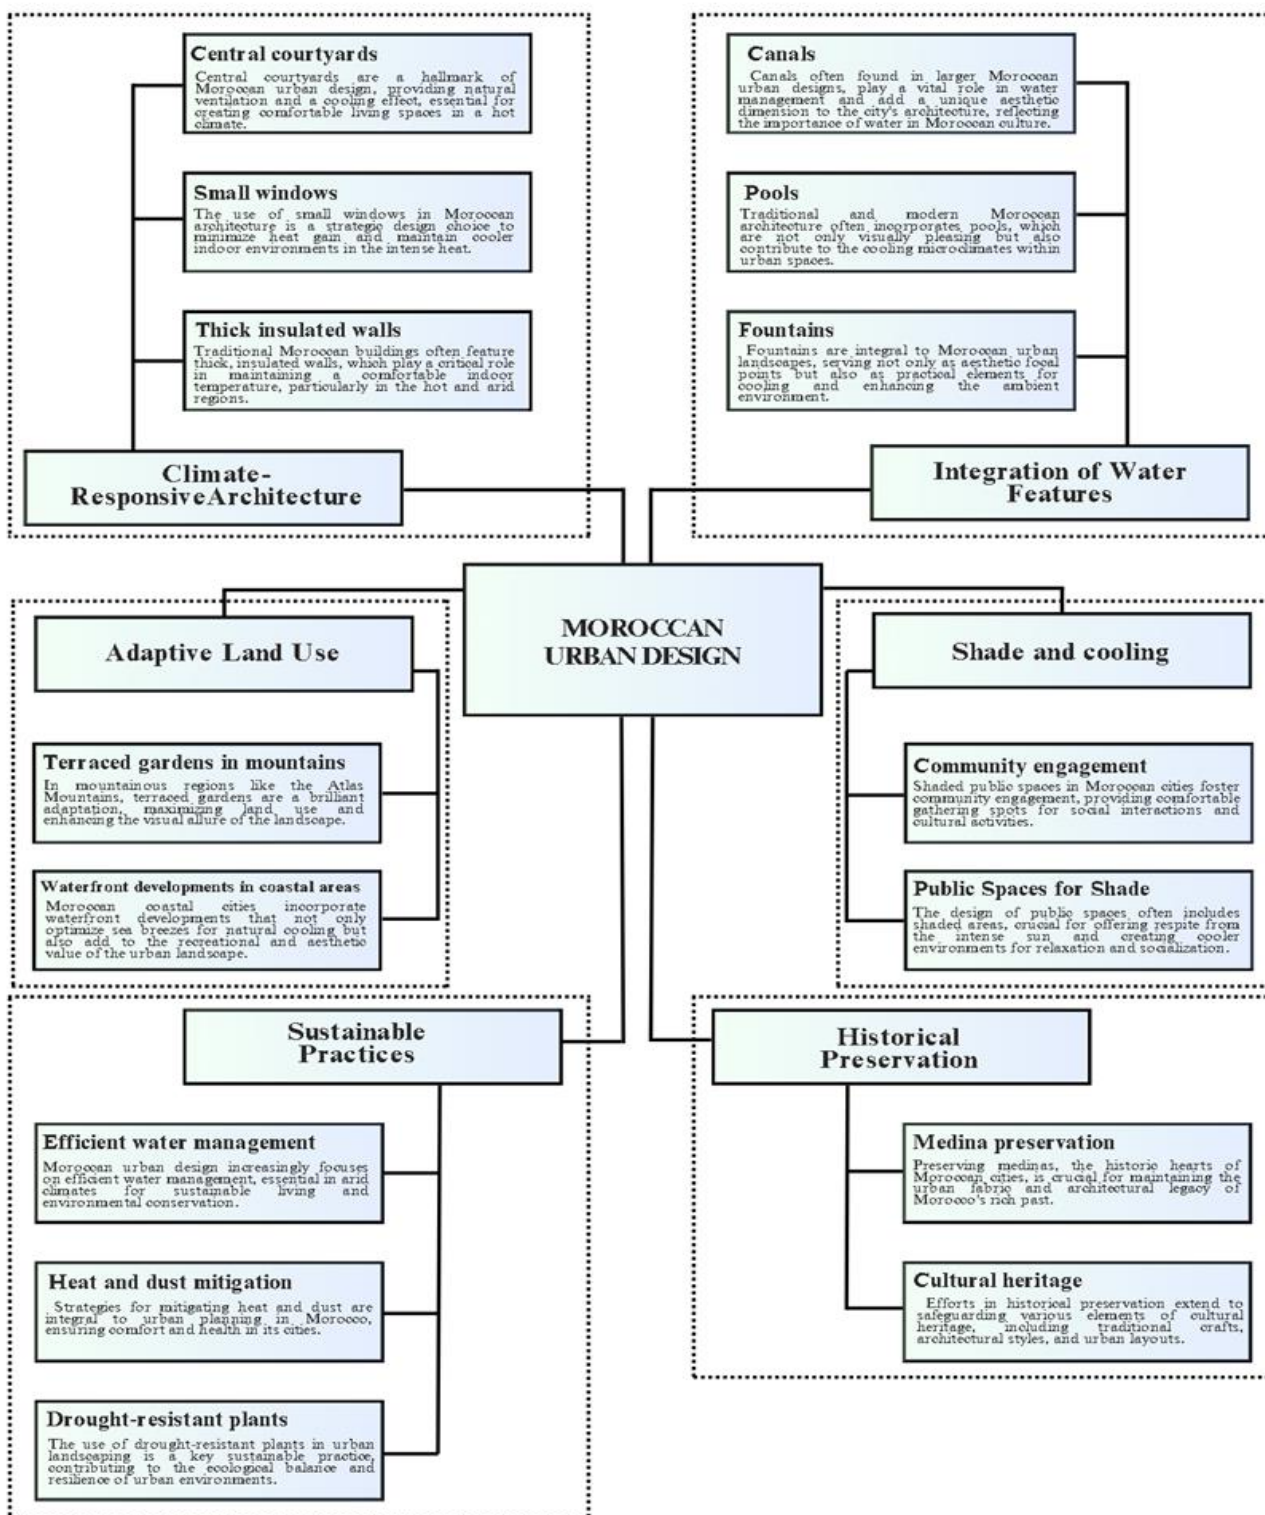 Central courtyards
Central courtyards are a hallmark of
Moroccan urban design, providing natural
ventilation and a cooling effect, essential for
creating comfortable living spaces in a hot
climate.
Small windows
The use of small windows in Moroccan
architecture is a strategic design choice to
minimize heat gain and maintain cooler
indoor environments in the intense heat.
Thick insulated walls
Traditional Moroccan buildings often feature
thick, insulated walls, which play a critical role
in maintaining a comfortable indoor
temperature, particularly in the hot and arid
regions.
Climate-
ResponsiveArchitecture
Canals
Canals often found in larger Moroccan
urban designs, play a vital role in water
management and add a unique aesthetic
dimension to the city's architecture, reflecting
the importance of water in Moroccan culture.
Pools
Traditional and modern Moroccan
architecture often incorporates pools, which
are not only visually pleasing but also
contribute to the cooling microclimates within
urban spaces.
Fountains
Fountains are integral to Moroccan urban
landscapes, serving not only as aesthetic focal
points but also as practical elements for
cooling and enhancing the ambient
environment.
Integration of Water
Features
MOROCCAN
URBAN DESIGN
Adaptive Land Use
Terraced gardens in mountains
In mountainous regions like the Atlas
Mountains, terraced gardens are a brilliant
adaptation, maximizing land use and
enhancing the visual allure of the landscape.
Waterfront developments in coastal areas
Moroccan coastal cities incorporate
waterfront developments that not only
optimize sea breezes for natural cooling but
also add to the recreational and aesthetic
value of the urban landscape.
Shade and cooling
Community engagement
Shaded public spaces in Moroccan cities foster
community engagement, providing comfortable
gathering spots for social interactions and
cultural activities.
Public Spaces for Shade
The design of public spaces often includes
shaded areas, crucial for offering respite from
the intense sun and creating cooler
environments for relaxation and socialization.
Sustainable
Practices
Efficient water management
Moroccan urban design increasingly focuses
on efficient water management, essential in arid
climates for sustainable living and
environmental conservation.
Heat and dust mitigation
Strategies for mitigating heat and dust are
integral to urban planning in Morocco,
ensuring comfort and health in its cities.
Drought-resistant plants
The use of drought-resistant plants in urban
landscaping is a key sustainable practice,
contributing to the ecological balance and
resilience of urban environments.
Historical
Preservation
Medina preservation
Preserving medinas, the historic hearts of
Moroccan cities, is crucial for maintaining the
urban fabric and architectural legacy of
Morocco's rich past.
Cultural heritage
Efforts in historical preservation extend to
safeguarding various elements of cultural
heritage, including traditional crafts,
architectural styles, and urban layouts.